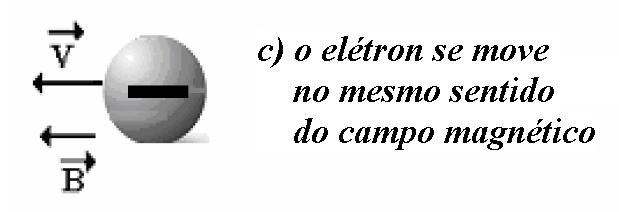 V
B
c) o elétron se move
no mesmo sentido
do campo magnético